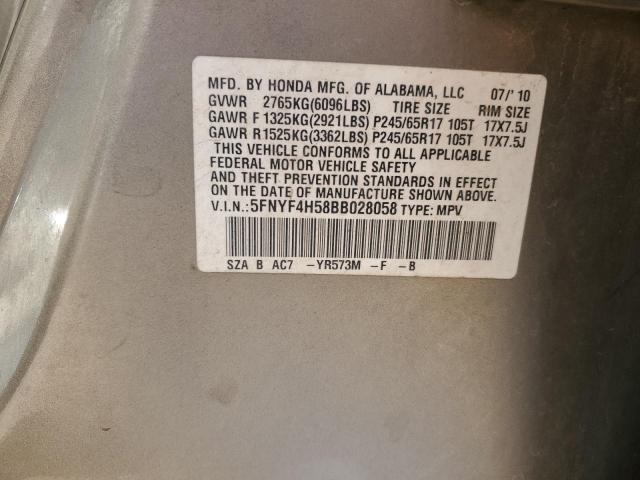 MFD. BY HONDA MFG. OF ALABAMA, LLC 07/'10
GVWR 2765KG(6096LBS) TIRE SIZE RIM SIZE
GAWR F 1325KG(2921LBS) P245/65R17 105T 17X7.5J
GAWR R1525KG(3362LBS) P245/65R17 105T 17X7.5J
THIS VEHICLE CONFORMS TO ALL APPLICABLE
FEDERAL MOTOR VEHICLE SAFETY
AND THEFT PREVENTION STANDARDS IN EFFECT
ON THE DATE OF MANUFACTURE SHOWN ABOVE.
V.I.N.:5FNYF4H58BB028058 TYPE: MPV
SZA B AC7 -YR573M -F -B